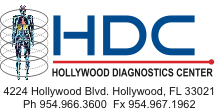 HDC
HOLLYWOOD DIAGNOSTICS CENTER
4224 Hollywood Blvd. Hollywood, FL 33021
Ph 954.966.3600 Fx 954.967.1962